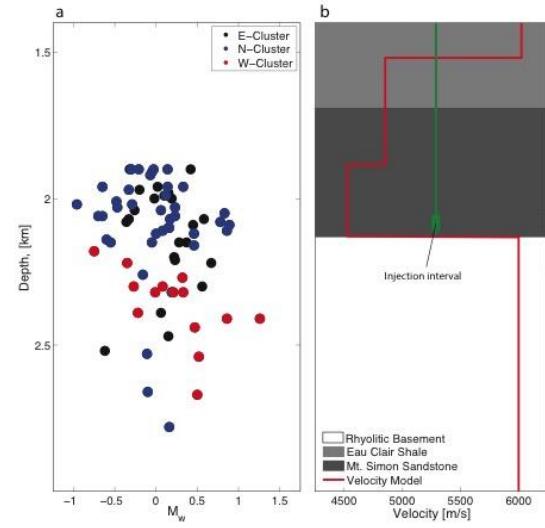 a
b
E-Cluster
N-Cluster
W-Cluster
1.5
2
2.5
Depth, [km]
-1
-0.5
0
0.5
1
1.5
Mw
Injection interval
Rhyolitic Basement
Eau Clair Shale
Mt. Simon Sandstone
Velocity Model
4500
5000
5500
6000
Velocity [m/s]